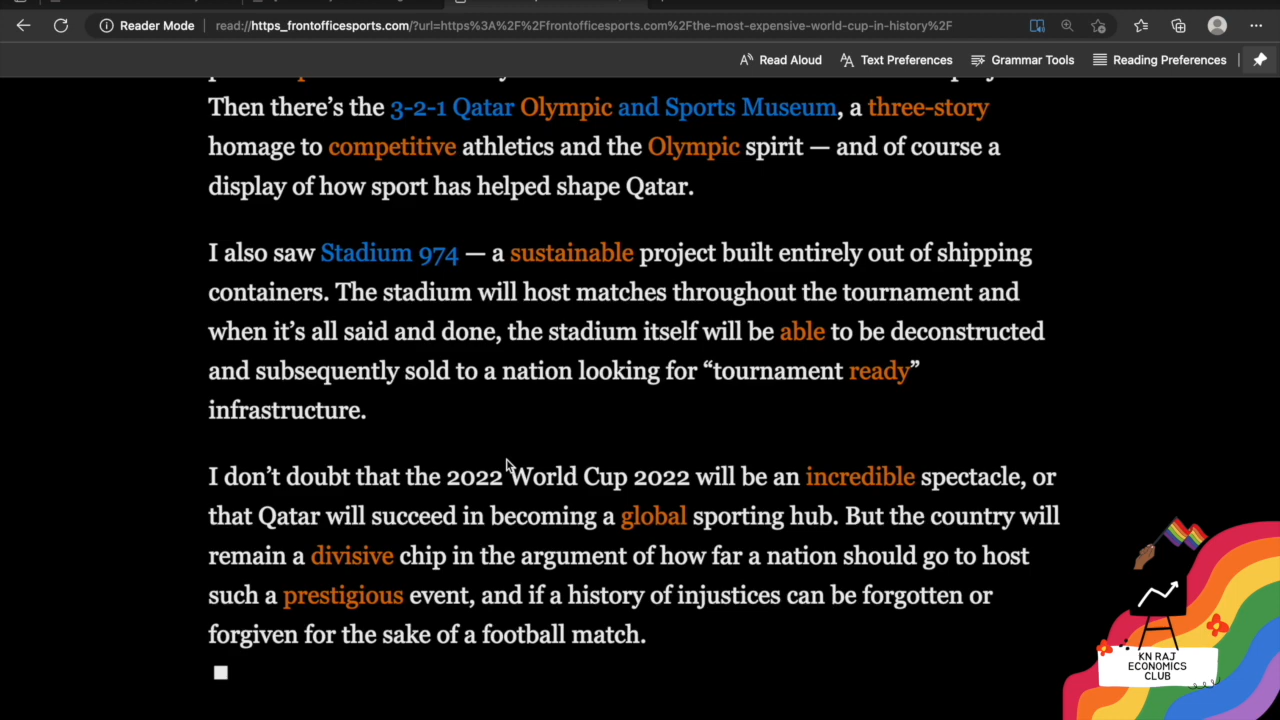 Reader Mode
read://https_frontofficesports.com/?url=https%3A%2F%2Ffrontofficesports.com%2Fthe-most-expensive-world-cup-in-history%2F
Read Aloud
Text Preferences
Grammar Tools
Reading Preferences
Then there’s the 3-2-1 Qatar Olympic and Sports Museum, a three-story
homage to competitive athletics and the Olympic spirit — and of course a
display of how sport has helped shape Qatar.
I also saw Stadium 974 — a sustainable project built entirely out of shipping
containers. The stadium will host matches throughout the tournament and
when it’s all said and done, the stadium itself will be able to be deconstructed
and subsequently sold to a nation looking for “tournament ready”
infrastructure.
I don’t doubt that the 2022 World Cup 2022 will be an incredible spectacle, or
that Qatar will succeed in becoming a global sporting hub. But the country will
remain a divisive chip in the argument of how far a nation should go to host
such a prestigious event, and if a history of injustices can be forgotten or
forgiven for the sake of a football match.
KN RAJ
ECONOMICS
CLUB